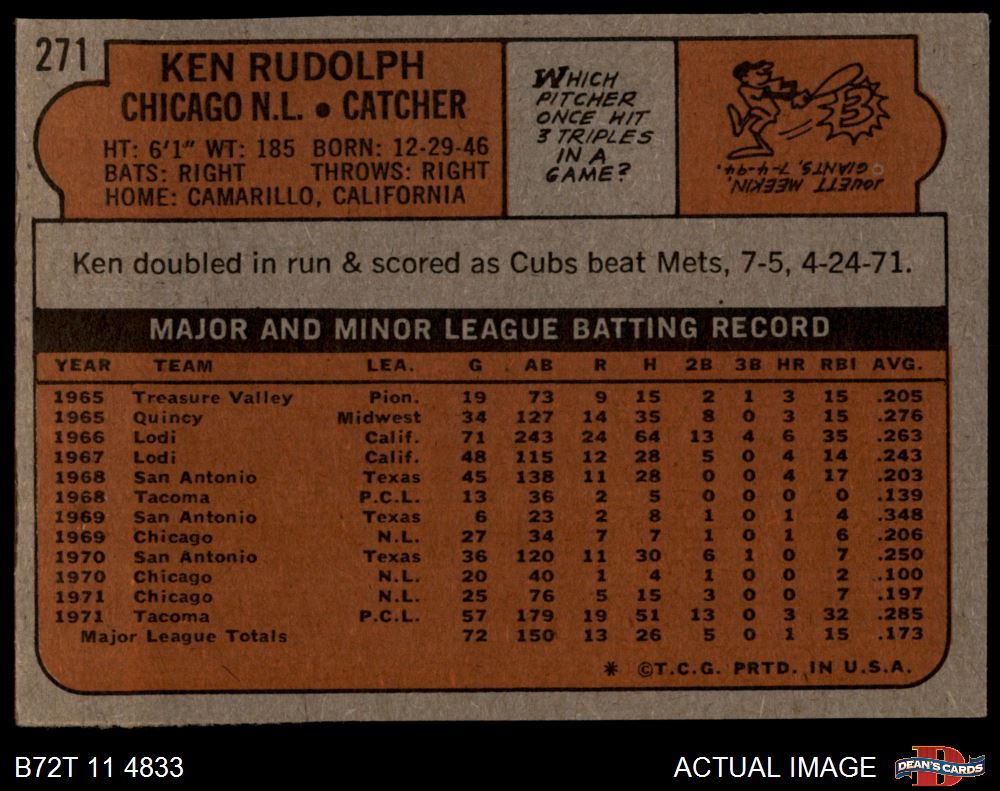 271
KEN RUDOLPH
CHICAGO N.L. • CATCHER
HT: 6'1" WT: 185 BORN: 12-29-46
BATS: RIGHT THROWS: RIGHT
HOME: CAMARILLO, CALIFORNIA
WHICH
PITCHER
ONCE HIT
3 TRIPLES
IN A
GAME?
JOUETT MEEKIN,
GIANTS, 7-4-94.
Ken doubled in run & scored as Cubs beat Mets, 7-5, 4-24-71.
MAJOR AND MINOR LEAGUE BATTING RECORD
YEAR TEAM LEA. G AB R H 2B 3B HR RBI AVG.
1965 Treasure Valley Pion. 19 73 9 15 2 1 3 15 .205
1965 Quincy Midwest 34 127 14 35 8 0 3 15 .276
1966 Lodi Calif. 71 243 24 64 13 4 6 35 .263
1967 Lodi Calif. 48 115 12 28 5 0 4 14 .243
1968 San Antonio Texas 45 138 11 28 0 0 4 17 .203
1968 Tacoma P.C.L. 13 36 2 5 0 0 0 0 .139
1969 San Antonio Texas 6 23 2 8 1 0 1 4 .348
1969 Chicago N.L. 27 34 7 7 1 0 1 6 .206
1970 San Antonio Texas 36 120 11 30 6 1 0 7 .250
1970 Chicago N.L. 20 40 1 4 1 0 0 2 .100
1971 Chicago N.L. 25 76 5 15 3 0 0 7 .197
1971 Tacoma P.C.L. 57 179 19 51 13 0 3 32 .285
Major League Totals 72 150 13 26 5 0 1 15 .173
* ©T.C.G. PRTD. IN U.S.A.
B72T 11 4833
ACTUAL IMAGE
D
DEAN'S CARDS